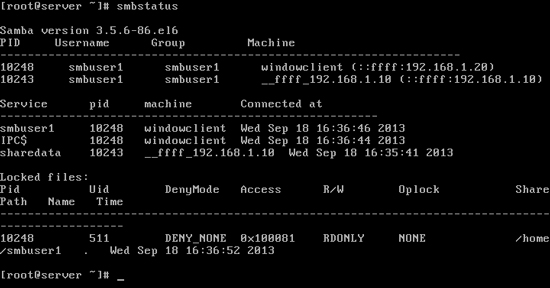 [root@server ~]# smbstatus
Samba version 3.5.6-86.el6
PID Username Group Machine
-------------------------------------------------------------------
10248 smbuser1 smbuser1 windowclient (::ffff:192.168.1.20)
10243 smbuser1 smbuser1 __ffff_192.168.1.10 (::ffff:192.168.1.10)
Service pid machine Connected at
-------------------------------------------------------
smbuser1 10248 windowclient Wed Sep 18 16:36:46 2013
IPC$ 10248 windowclient Wed Sep 18 16:36:44 2013
sharedata 10243 __ffff_192.168.1.10 Wed Sep 18 16:35:41 2013
Locked files:
Pid Uid DenyMode Access R/W Oplock Share
Path Name Time
--------------------------------------------------------------------------------
------------------
10248 511 DENY_NONE 0x100081 RDONLY NONE /home
/smbuser1 . Wed Sep 18 16:36:52 2013
[root@server ~]# _